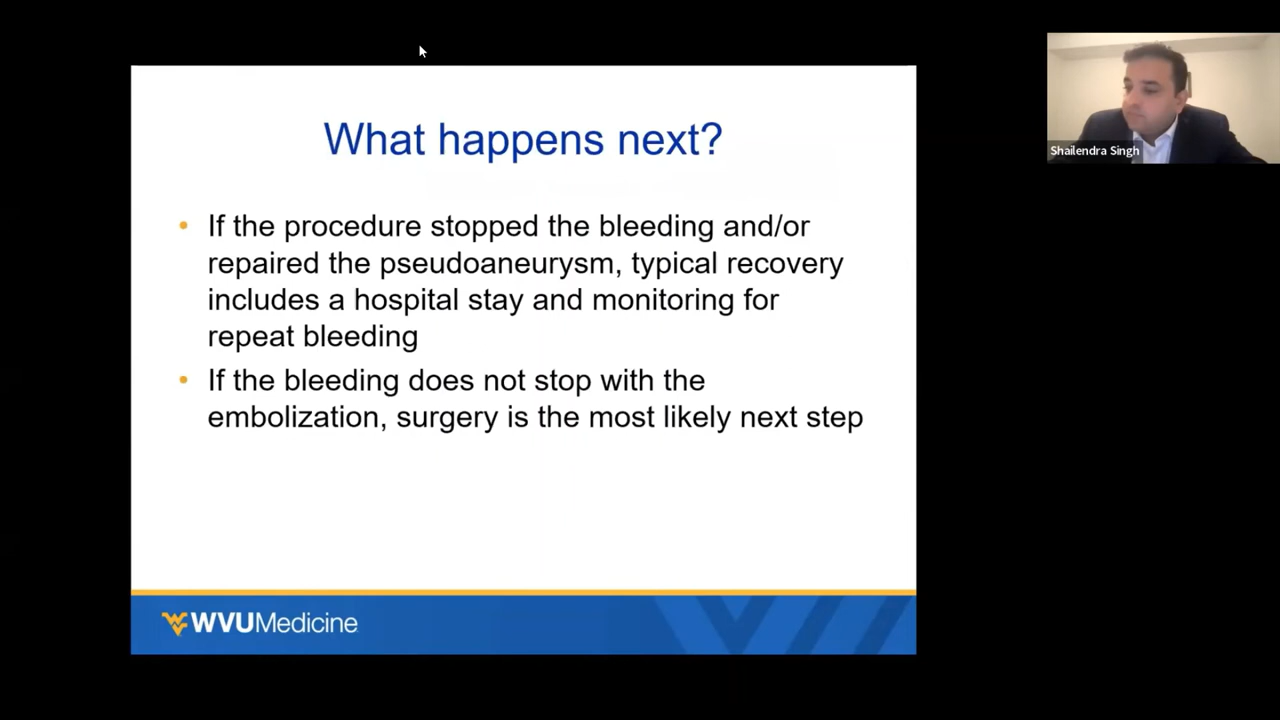 What happens next?
• If the procedure stopped the bleeding and/or
repaired the pseudoaneurysm, typical recovery
includes a hospital stay and monitoring for
repeat bleeding
• If the bleeding does not stop with the
embolization, surgery is the most likely next step
WVUMedicine
Shailendra Singh